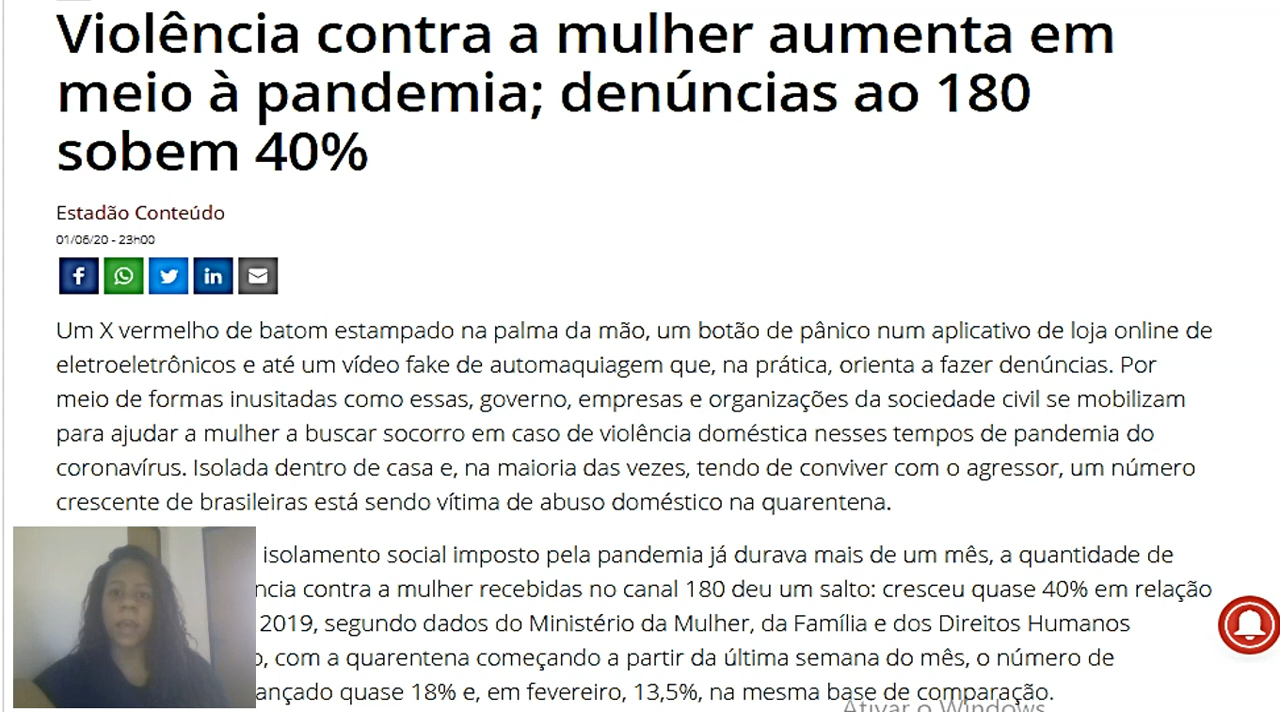 Violência contra a mulher aumenta em
meio à pandemia; denúncias ao 180
sobem 40%
Estadão Conteúdo
01/06/20 - 23h00
Um X vermelho de batom estampado na palma da mão, um botão de pânico num aplicativo de loja online de
eletroeletrônicos e até um vídeo fake de automaquiagem que, na prática, orienta a fazer denúncias. Por
meio de formas inusitadas como essas, governo, empresas e organizações da sociedade civil se mobilizam
para ajudar a mulher a buscar socorro em caso de violência doméstica nesses tempos de pandemia do
coronavírus. Isolada dentro de casa e, na maioria das vezes, tendo de conviver com o agressor, um número
crescente de brasileiras está sendo vítima de abuso doméstico na quarentena.
isolamento social imposto pela pandemia já durava mais de um mês, a quantidade de
ncia contra a mulher recebidas no canal 180 deu um salto: cresceu quase 40% em relação
2019, segundo dados do Ministério da Mulher, da Família e dos Direitos Humanos
o, com a quarentena começando a partir da última semana do mês, o número de
ançado quase 18% e, em fevereiro, 13,5%, na mesma base de comparação.
Ativar o Windows